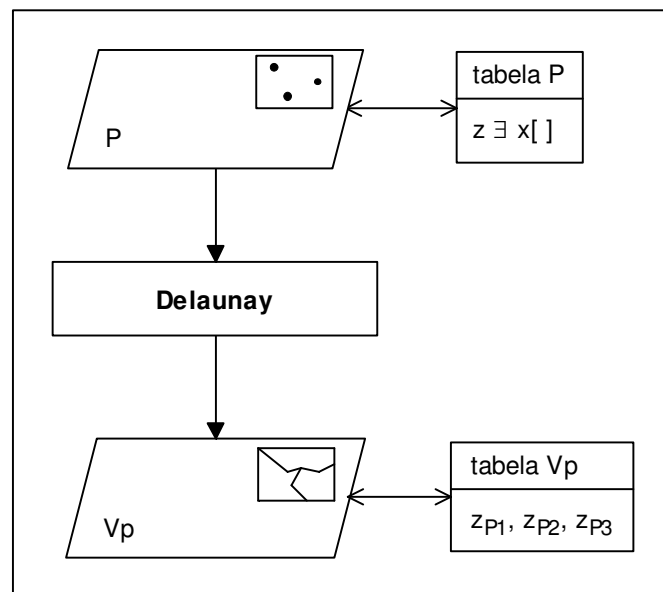 tabela P
P
z ∃ x[ ]
Delaunay
tabela Vp
Vp
zP1, zP2, zP3